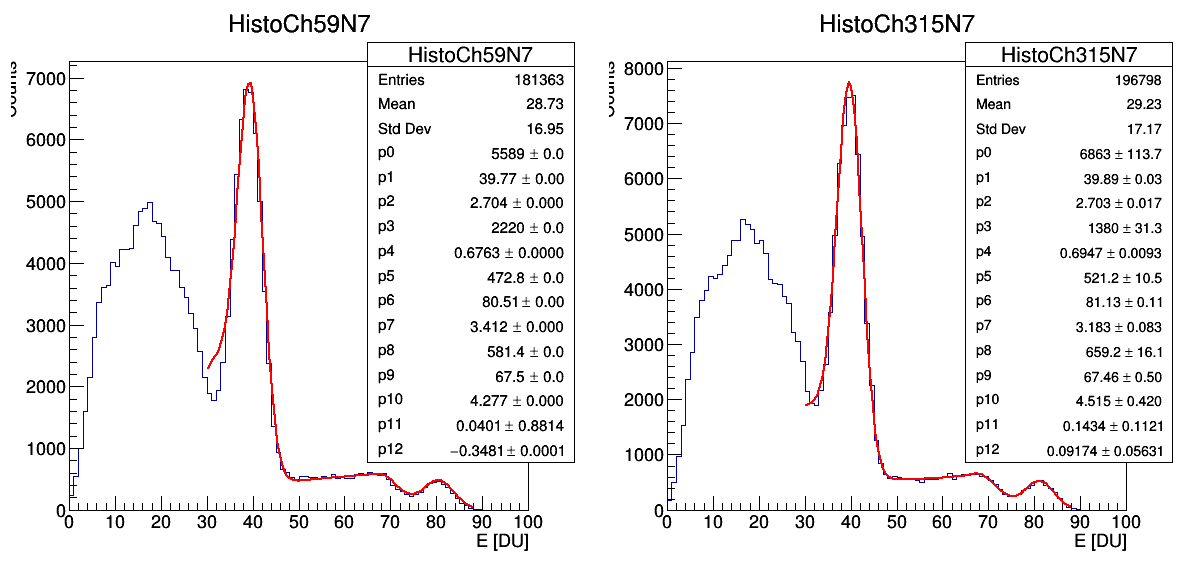 HistoCh59N7
HistoCh59N7
Entries 181363
Mean 28.73
Std Dev 16.95
p0 5589 ± 0.0
p1 39.77 ± 0.00
p2 2.704 ± 0.000
p3 2220 ± 0.0
p4 0.6763 ± 0.0000
p5 472.8 ± 0.0
p6 80.51 ± 0.00
p7 3.412 ± 0.000
p8 581.4 ± 0.0
p9 67.5 ± 0.0
p10 4.277 ± 0.000
p11 0.0401 ± 0.8814
p12 −0.3481 ± 0.0001
7000
6000
5000
4000
3000
2000
1000
0
0 10 20 30 40 50 60 70 80 90 100
E [DU]
HistoCh315N7
HistoCh315N7
Entries 196798
Mean 29.23
Std Dev 17.17
p0 6863 ± 113.7
p1 39.89 ± 0.03
p2 2.703 ± 0.017
p3 1380 ± 31.3
p4 0.6947 ± 0.0093
p5 521.2 ± 10.5
p6 81.13 ± 0.11
p7 3.183 ± 0.083
p8 659.2 ± 16.1
p9 67.46 ± 0.50
p10 4.515 ± 0.420
p11 0.1434 ± 0.1121
p12 0.09174 ± 0.05631
8000
7000
6000
5000
4000
3000
2000
1000
0
0 10 20 30 40 50 60 70 80 90 100
E [DU]